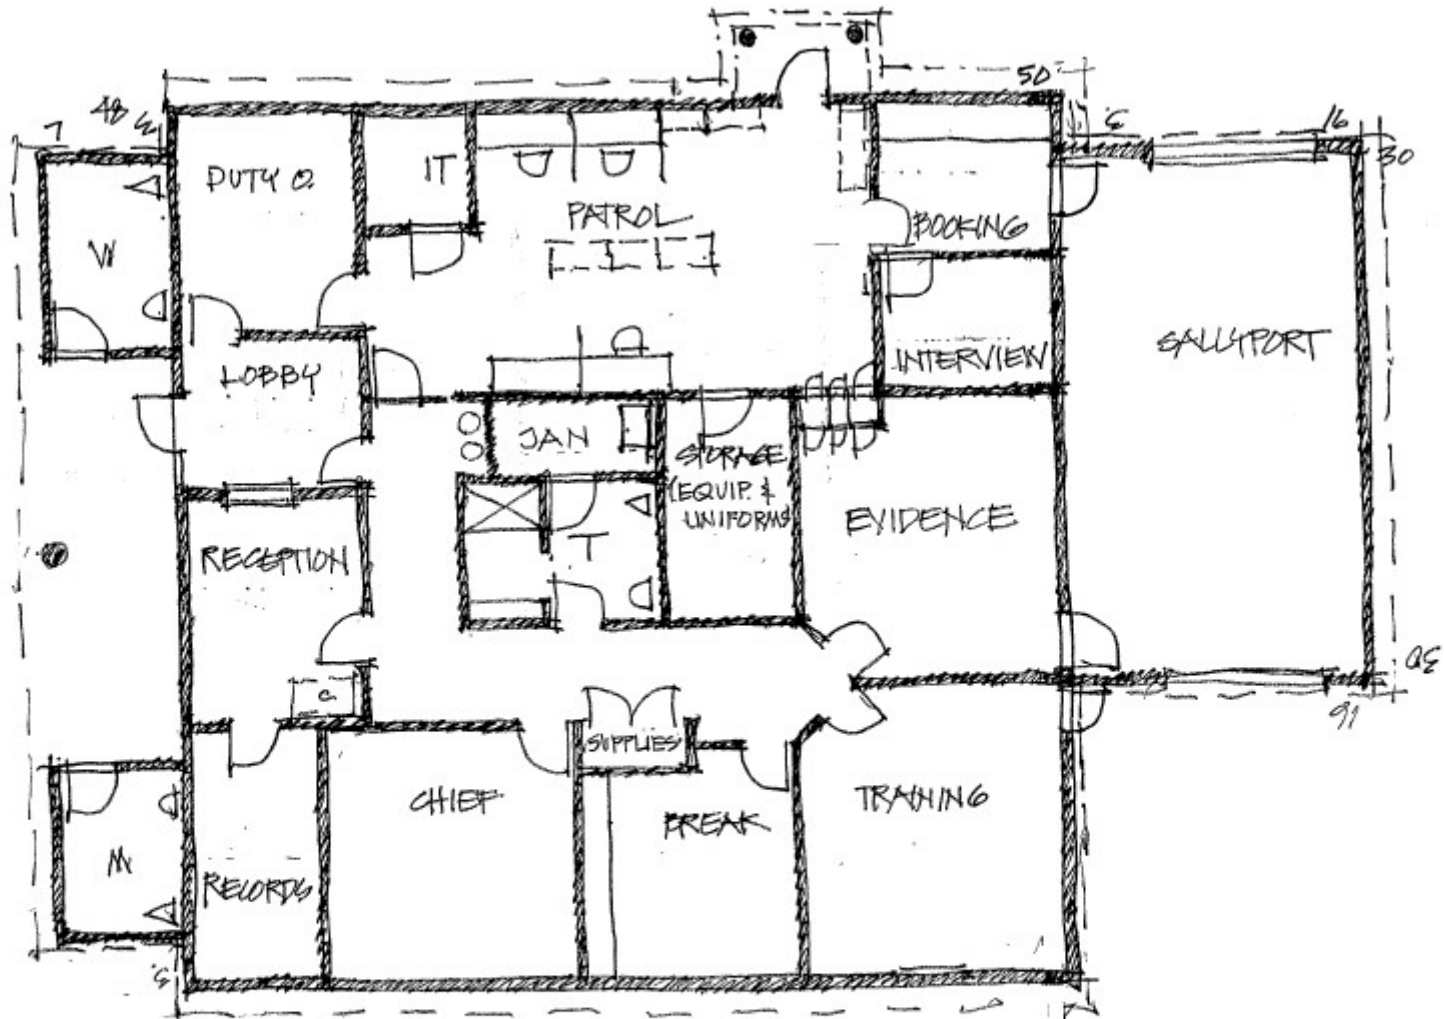 50
16
7
48
30
DUTY O.
IT
PATROL
BOOKING
W
LOBBY
INTERVIEW
SALLYPORT
JAN
STORAGE
(EQUIP. &
UNIFORMS)
EVIDENCE
RECEPTION
T
C
SUPPLIES
CHIEF
BREAK
TRAINING
M
RECORDS